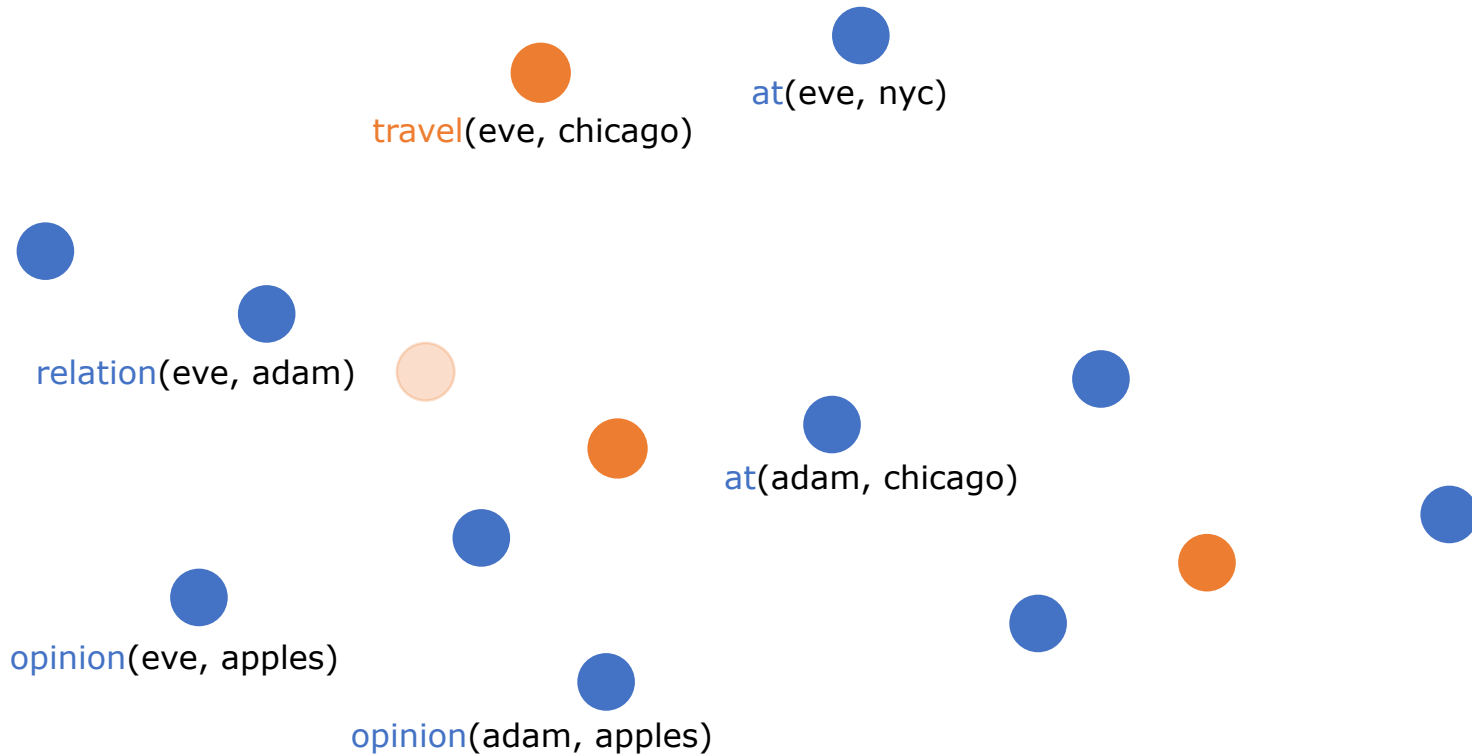 at(eve, nyc)
travel(eve, chicago)
relation(eve, adam)
at(adam, chicago)
opinion(eve, apples)
opinion(adam, apples)